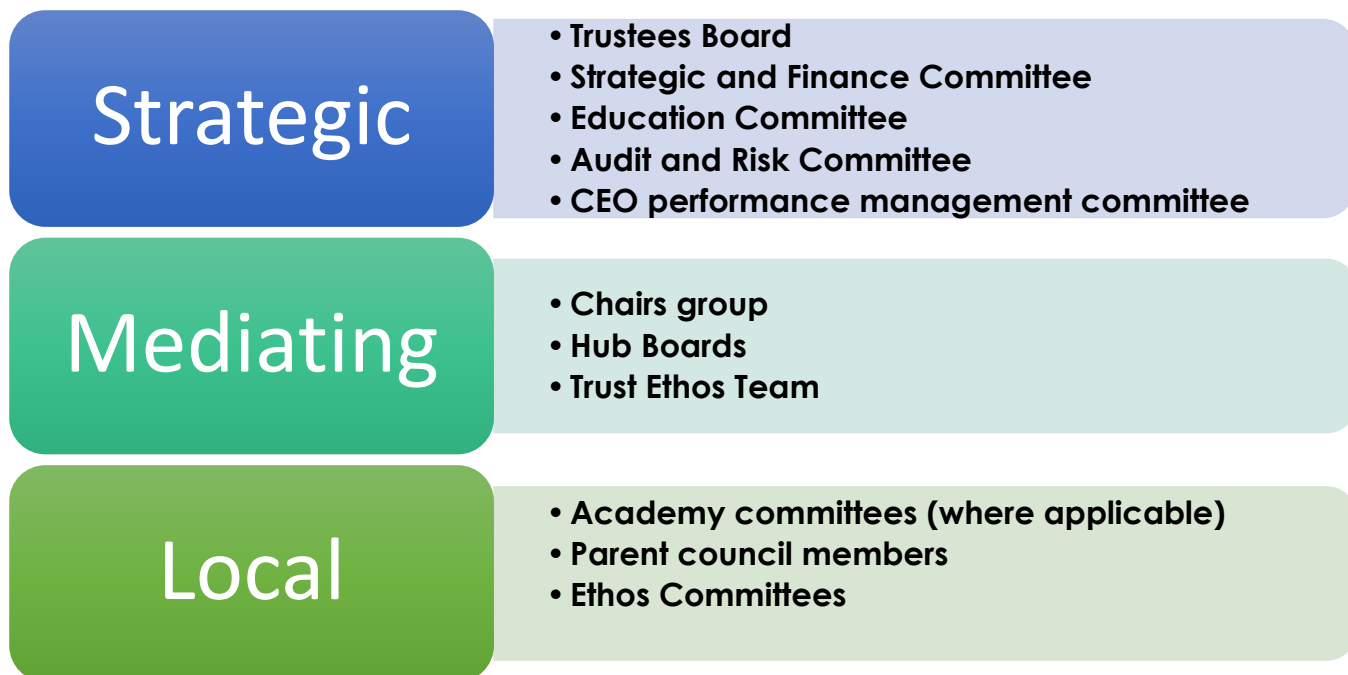 Strategic
• Trustees Board
• Strategic and Finance Committee
• Education Committee
• Audit and Risk Committee
• CEO performance management committee
Mediating
• Chairs group
• Hub Boards
• Trust Ethos Team
Local
• Academy committees (where applicable)
• Parent council members
• Ethos Committees